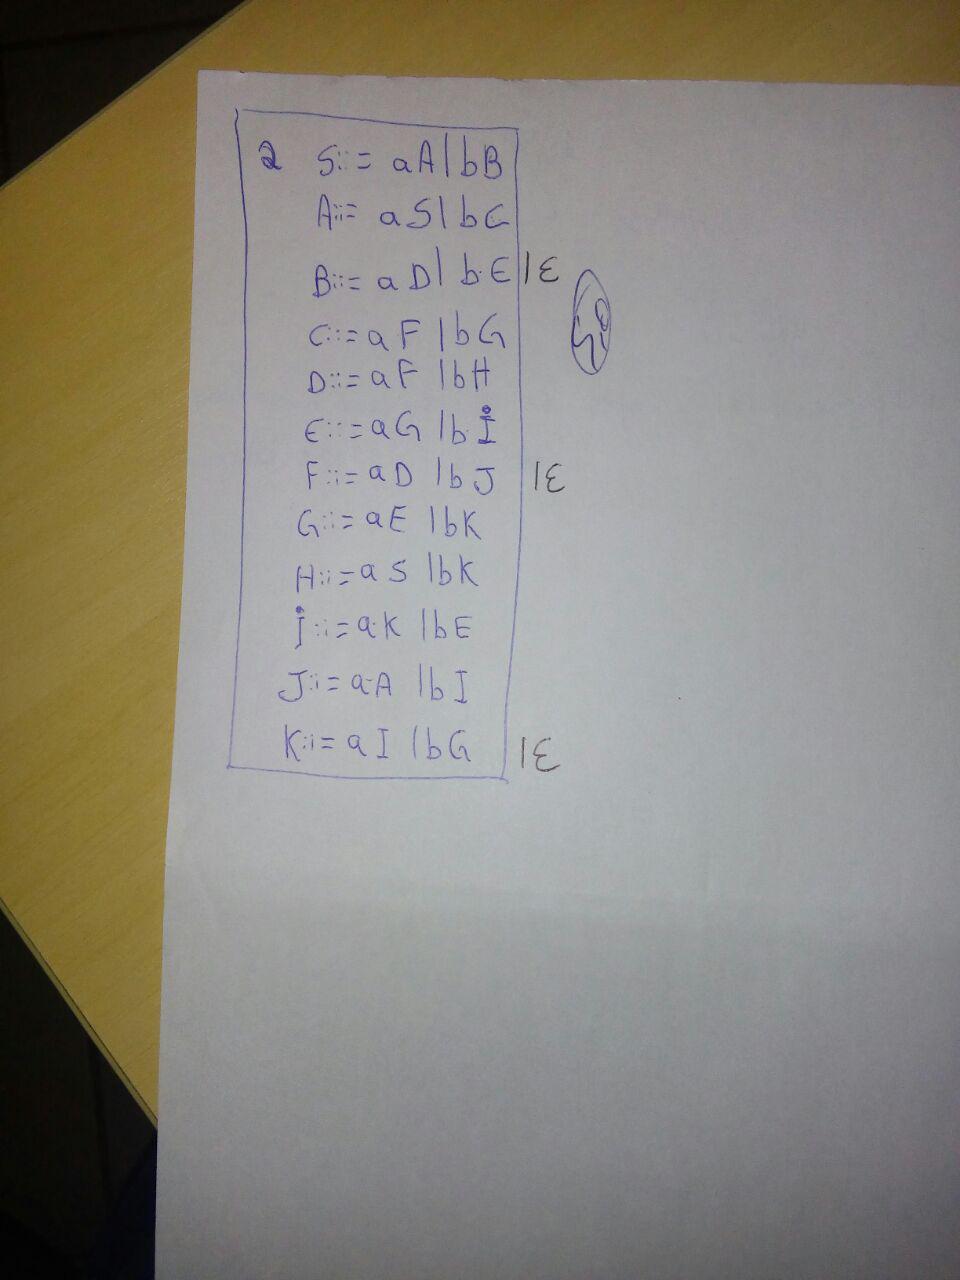 2 S::= aA|bB
A::= aS|bC
B::= aD|bE|ε
C::= aF|bG
D::= aF|bH
E::= aG|bI
F::= aD|bJ|ε
G::= aE|bK
H::= aS|bK
I::= aK|bE
J::= aA|bI
K::= aI|bG|ε